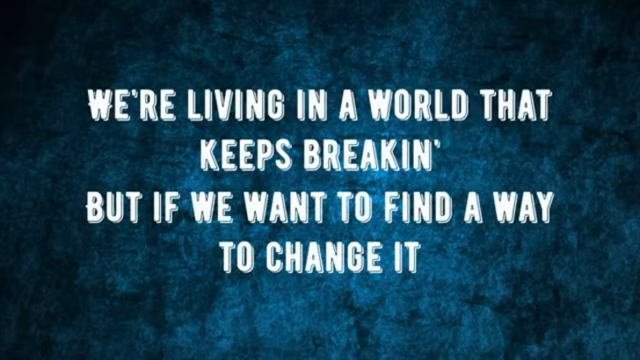 WE'RE LIVING IN A WORLD THAT
KEEPS BREAKIN'
BUT IF WE WANT TO FIND A WAY
TO CHANGE IT